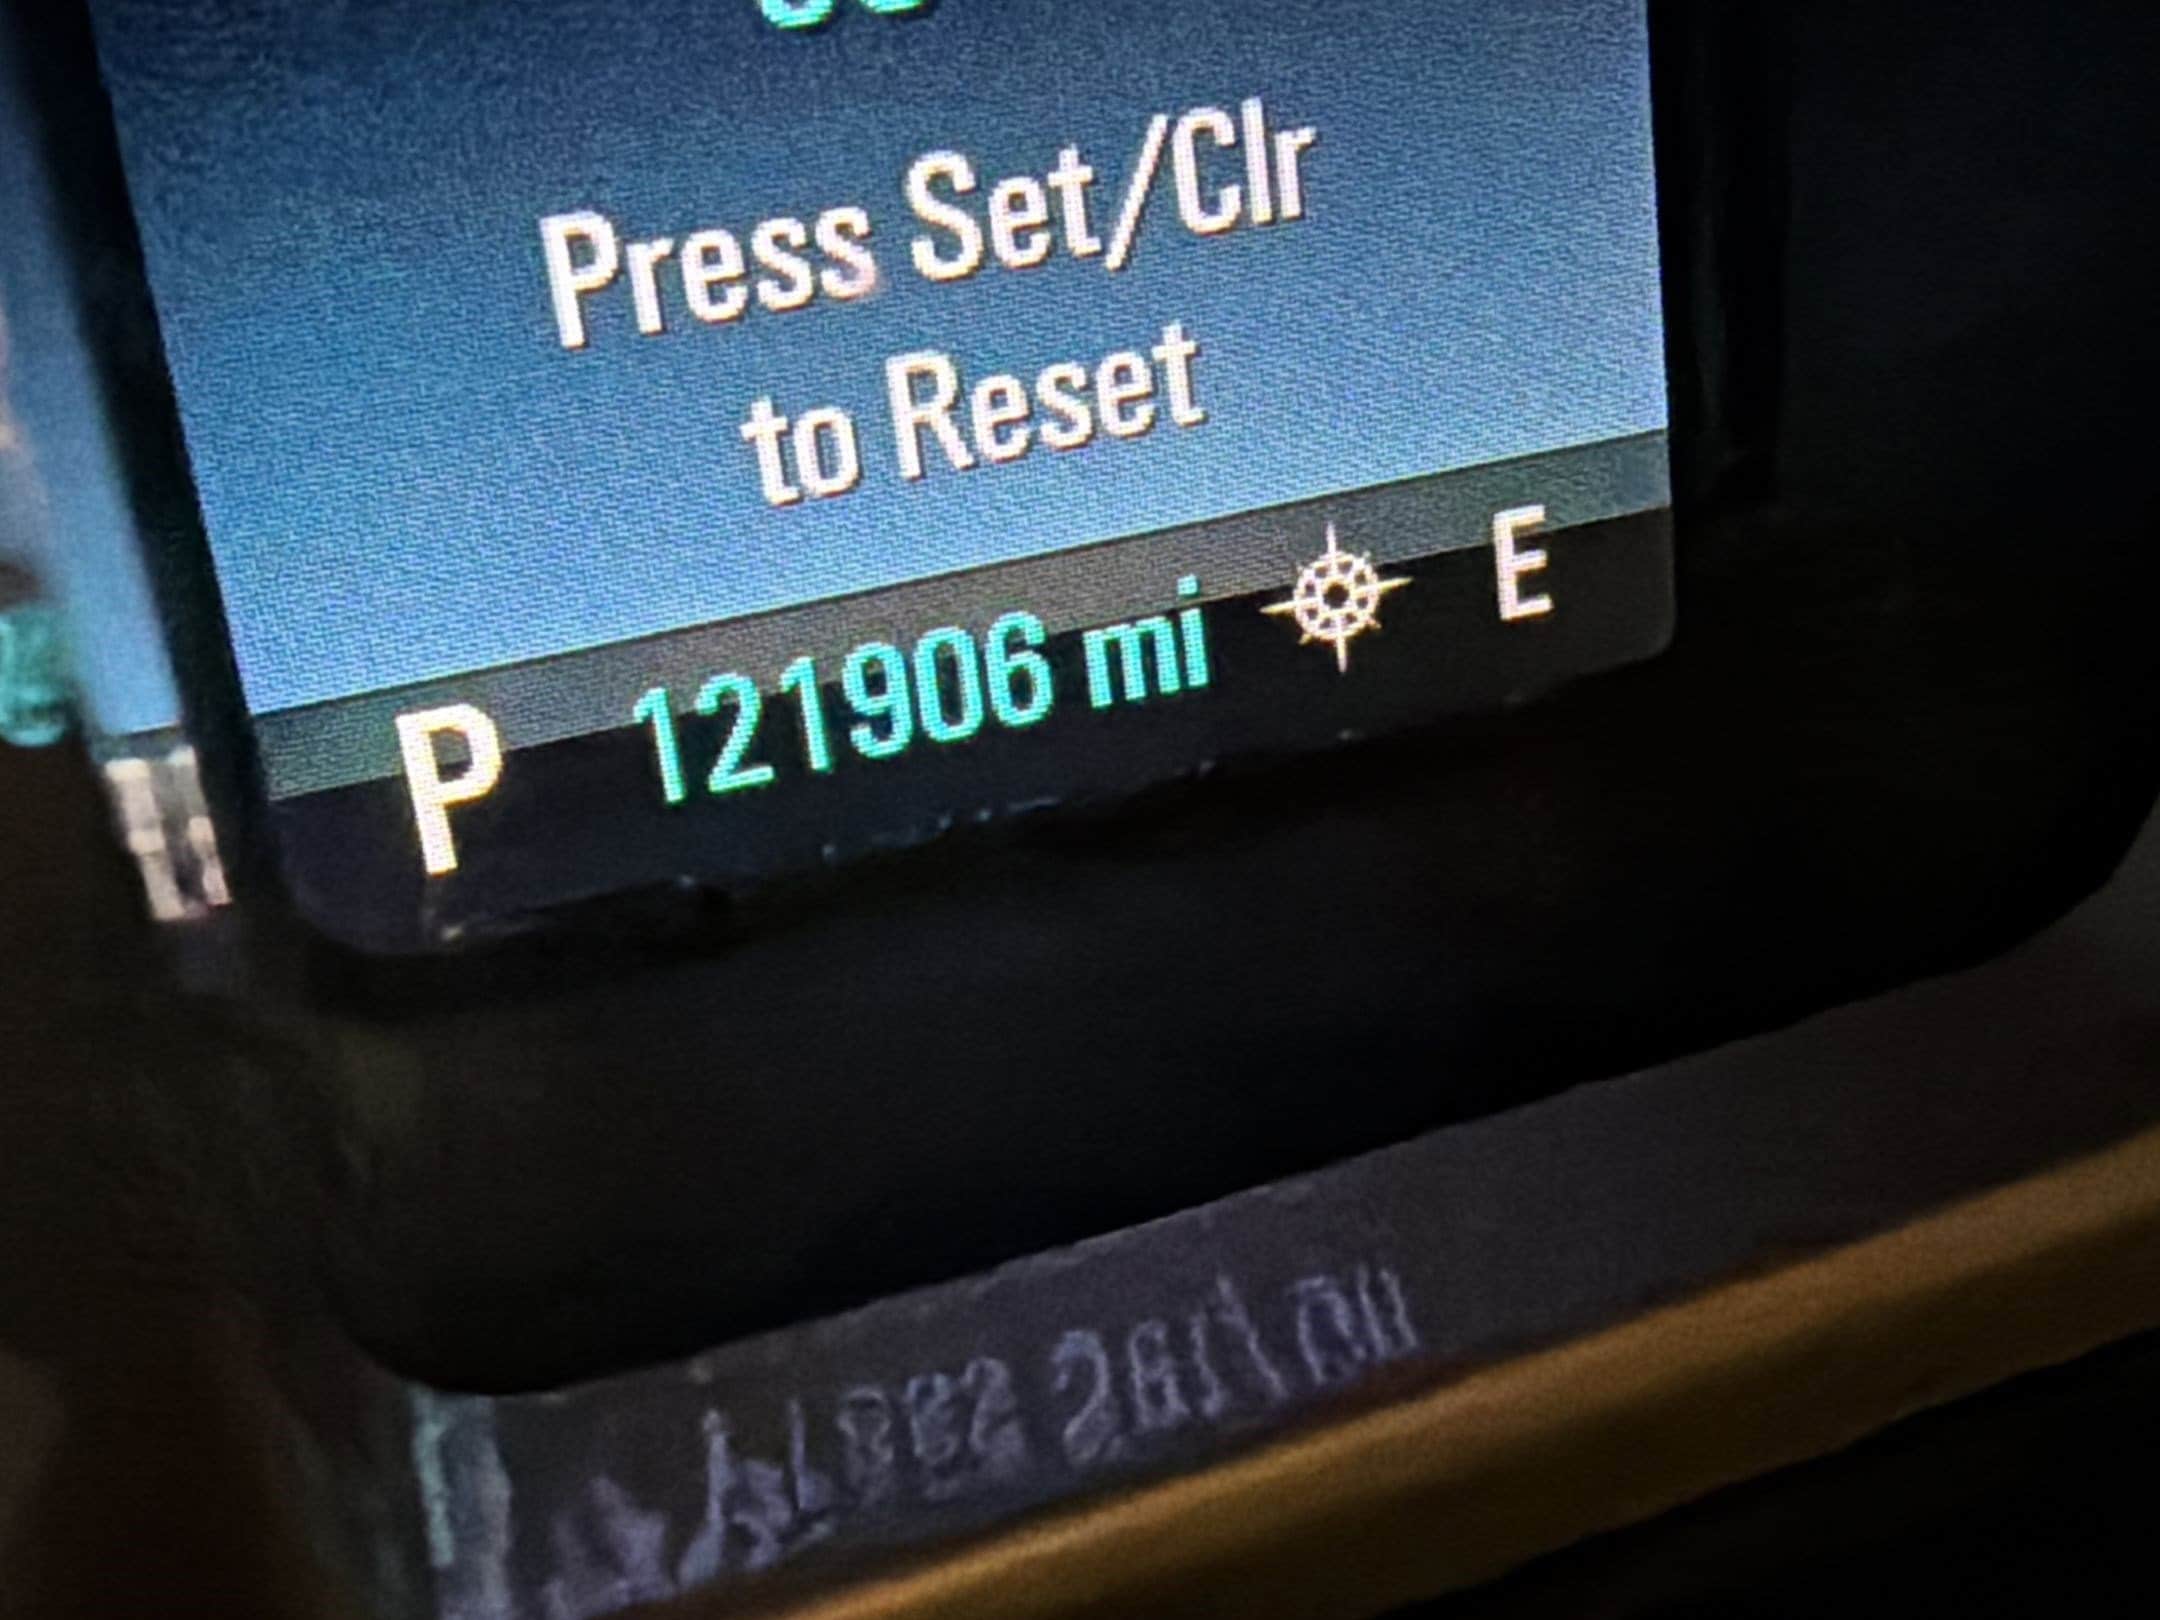 Press Set/Clr
to Reset
P 121906 mi E